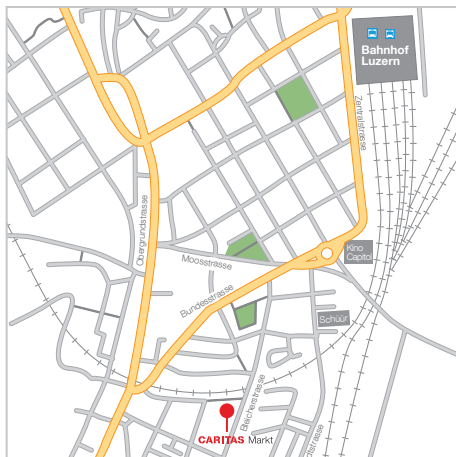 Bahnhof
Luzern
Zentralstrasse
Obergrundstrasse
Moosstrasse
Kino
Capitol
Bundesstrasse
Schüür
Bleicherstrasse
CARITAS Markt